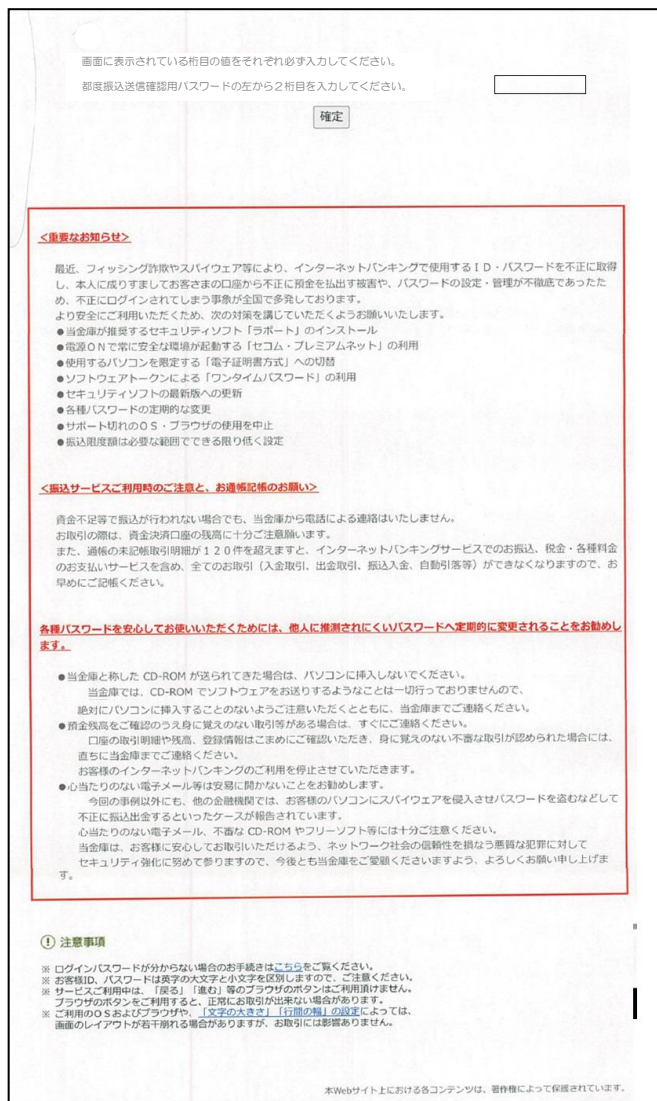 画面に表示されている桁目の値をそれぞれ必ず入力してください。
都度振込送信確認用パスワードの左から２桁目を入力してください。
確定
<重要なお知らせ>
最近、フィッシング詐欺やスパイウェア等により、インターネットバンキングで使用するＩＤ・パスワードを不正に取得
し、本人に成りすましてお客さまの口座から不正に預金を払出す被害や、パスワードの設定・管理が不徹底であったた
め、不正にログインされてしまう事象が全国で多発しております。
より安全にご利用いただくため、次の対策を講じていただくようお願いいたします。
●当金庫が推奨するセキュリティソフト「ラポート」のインストール
●電源ＯＮで常に安全な環境が起動する「セコム・プレミアムネット」の利用
●使用するパソコンを限定する「電子証明書方式」への切替
●ソフトウェアトークンによる「ワンタイムパスワード」の利用
●セキュリティソフトの最新版への更新
●各種パスワードの定期的な変更
●サポート切れのＯＳ・ブラウザの使用を中止
●振込限度額は必要な範囲でできる限り低く設定
<振込サービスご利用時のご注意と、お通帳記帳のお願い>
資金不足等で振込が行われない場合でも、当金庫から電話による連絡はいたしません。
お取引の際は、資金決済口座の残高に十分ご注意願います。
また、通帳の未記帳取引明細が１２０件を超えますと、インターネットバンキングサービスでのお振込、税金・各種料金
のお支払いサービスを含め、全てのお取引（入金取引、出金取引、振込入金、自動引落等）ができなくなりますので、お
早めにご記帳ください。
各種パスワードを安心してお使いいただくためには、他人に推測されにくいパスワードへ定期的に変更されることをお勧めし
ます。
●当金庫と称した CD-ROM が送られてきた場合は、パソコンに挿入しないでください。
当金庫では、CD-ROM でソフトウェアをお送りするようなことは一切行っておりませんので、
絶対にパソコンに挿入することのないようご注意いただくとともに、当金庫までご連絡ください。
●預金残高をご確認のうえ身に覚えのない取引等がある場合は、すぐにご連絡ください。
口座の取引明細や残高、登録情報はこまめにご確認いただき、身に覚えのない不審な取引が認められた場合には、
直ちに当金庫までご連絡ください。
お客様のインターネットバンキングのご利用を停止させていただきます。
●心当たりのない電子メール等は安易に開かないことをお勧めします。
今回の事例以外にも、他の金融機関では、お客様のパソコンにスパイウェアを侵入させパスワードを盗むなどして
不正に振込出金するといったケースが報告されています。
心当たりのない電子メール、不審な CD-ROM やフリーソフト等には十分ご注意ください。
当金庫は、お客様に安心してお取引いただけるよう、ネットワーク社会の信頼性を損なう悪質な犯罪に対して
セキュリティ強化に努めて参りますので、今後とも当金庫をご愛顧くださいますよう、よろしくお願い申し上げま
す。
注意事項
※ ログインパスワードが分からない場合のお手続きはこちらをご覧ください。
※ お客様ID、パスワードは英字の大文字と小文字を区別しますので、ご注意ください。
※ サービスご利用中は、「戻る」「進む」等のブラウザのボタンはご利用頂けません。
ブラウザのボタンをご利用すると、正常にお取引が出来ない場合があります。
※ ご利用のＯＳおよびブラウザや、「文字の大きさ」「行間の幅」の設定によっては、
画面のレイアウトが若干崩れる場合がありますが、お取引には影響ありません。
本Webサイト上における各コンテンツは、著作権によって保護されています。